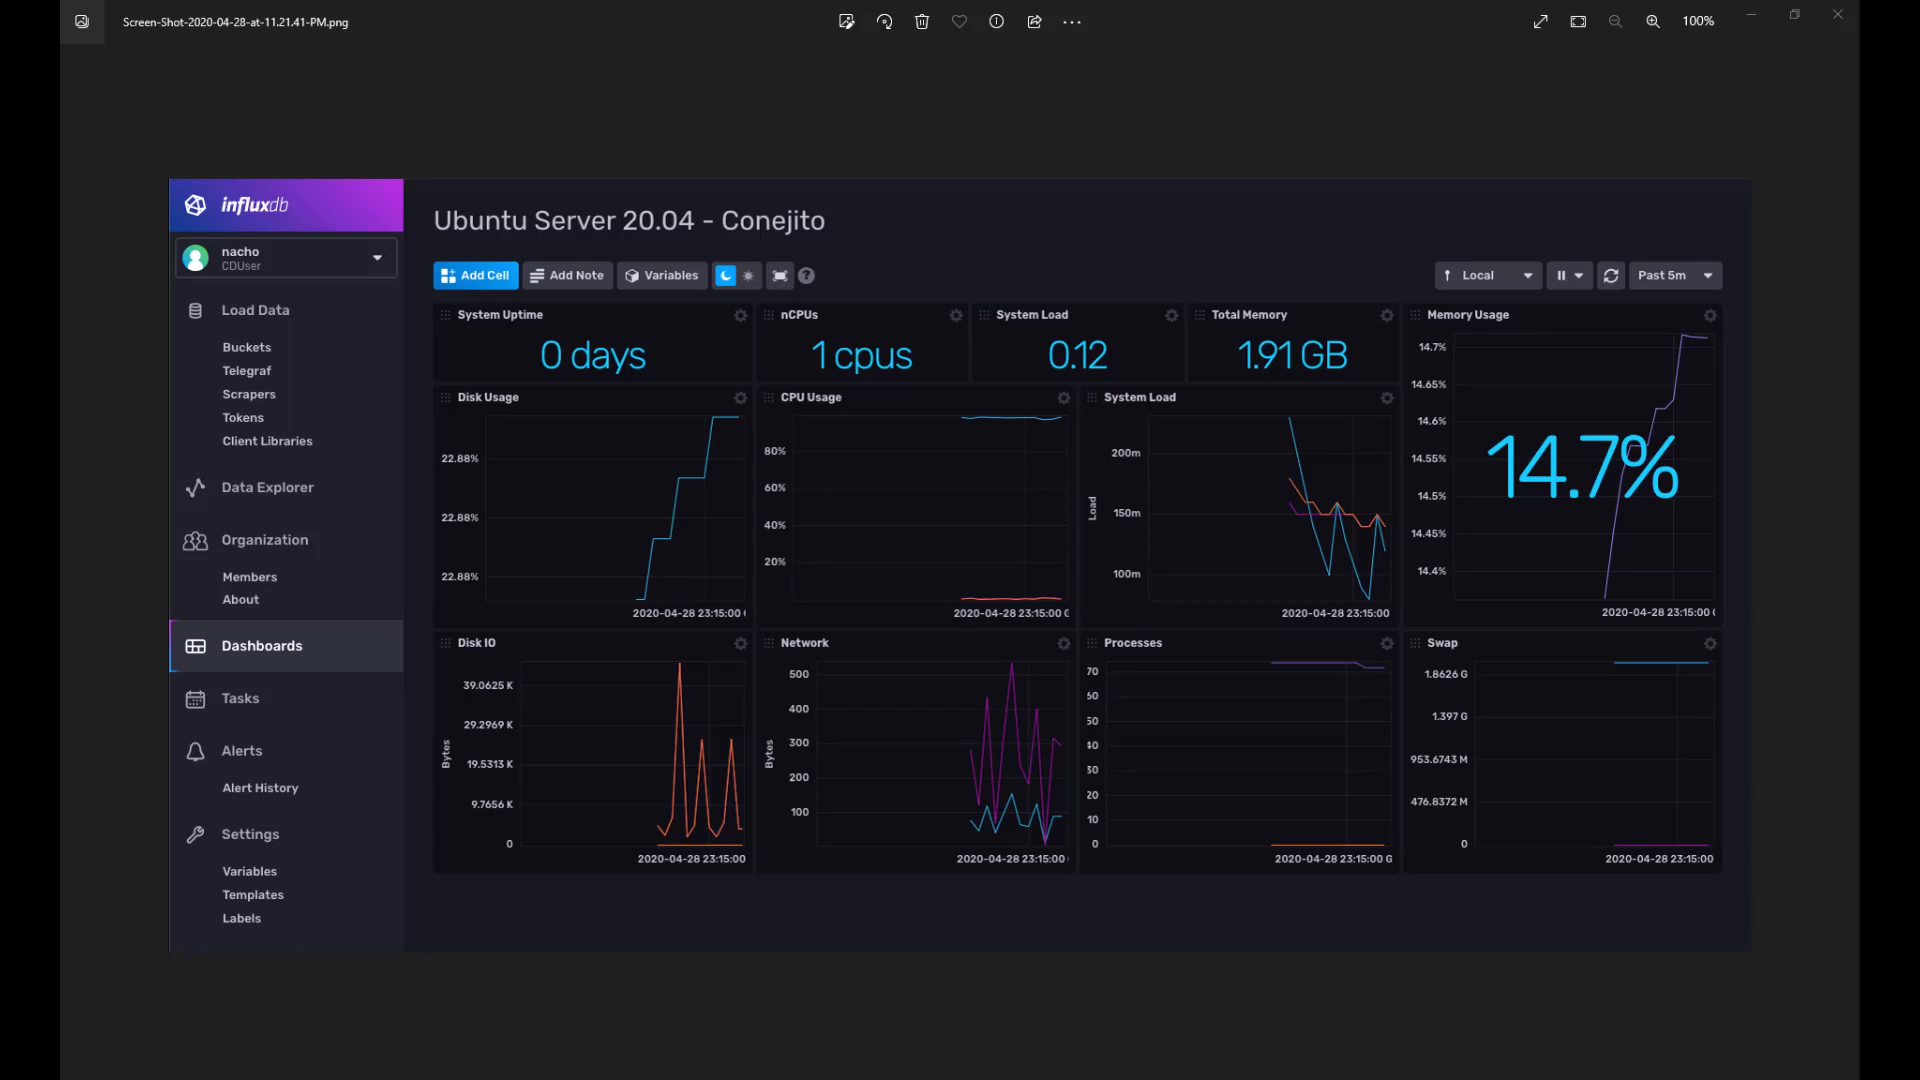 Screen-Shot-2020-04-28-at-11.21.41-PM.png
100%
influxdb
nacho
CDUser
Load Data
Buckets
Telegraf
Scrapers
Tokens
Client Libraries
Data Explorer
Organization
Members
About
Dashboards
Tasks
Alerts
Alert History
Settings
Variables
Templates
Labels
Ubuntu Server 20.04 - Conejito
Add Cell
Add Note
Variables
Local
Past 5m
System Uptime
0 days
nCPUs
1 cpus
System Load
0.12
Total Memory
1.91 GB
Memory Usage
14.7%
14.65%
14.6%
14.55%
14.5%
14.45%
14.4%
14.7%
2020-04-28 23:15:00
Disk Usage
22.88%
22.88%
22.88%
2020-04-28 23:15:00
CPU Usage
80%
60%
40%
20%
2020-04-28 23:15:00
System Load
Load
200m
150m
100m
2020-04-28 23:15:00
Disk IO
Bytes
39.0625 K
29.2969 K
19.5313 K
9.7656 K
0
2020-04-28 23:15:00
Network
Bytes
500
400
300
200
100
2020-04-28 23:15:00
Processes
70
60
50
40
30
20
10
0
2020-04-28 23:15:00 G
Swap
1.8626 G
1.397 G
953.6743 M
476.8372 M
0
2020-04-28 23:15:00